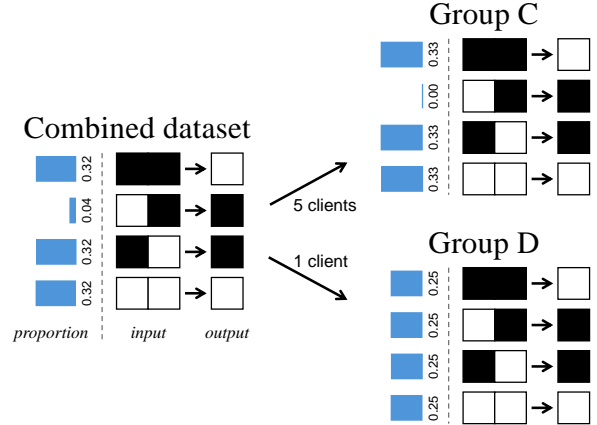 Group C
0.33
0.00
0.33
0.33
Combined dataset
0.32
0.04
0.32
0.32
proportion input output
5 clients
1 client
Group D
0.25
0.25
0.25
0.25